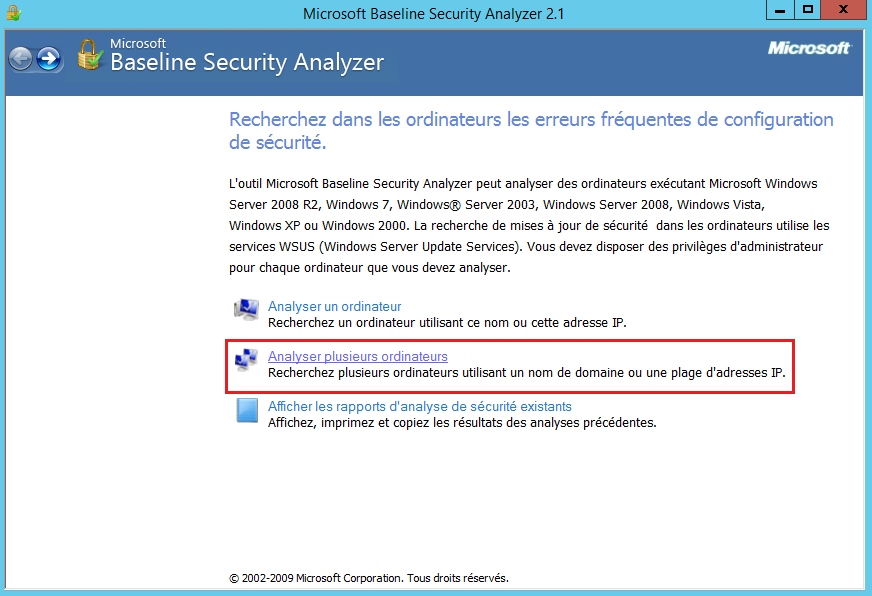 Microsoft Baseline Security Analyzer 2.1
Microsoft
Baseline Security Analyzer
Microsoft
Recherchez dans les ordinateurs les erreurs fréquentes de configuration
de sécurité.
L'outil Microsoft Baseline Security Analyzer peut analyser des ordinateurs exécutant Microsoft Windows
Server 2008 R2, Windows 7, Windows® Server 2003, Windows Server 2008, Windows Vista,
Windows XP ou Windows 2000. La recherche de mises à jour de sécurité  dans les ordinateurs utilise les
services WSUS (Windows Server Update Services). Vous devez disposer des privilèges d'administrateur
pour chaque ordinateur que vous devez analyser.
Analyser un ordinateur
Recherchez un ordinateur utilisant ce nom ou cette adresse IP.
Analyser plusieurs ordinateurs
Recherchez plusieurs ordinateurs utilisant un nom de domaine ou une plage d'adresses IP.
Afficher les rapports d'analyse de sécurité existants
Affichez, imprimez et copiez les résultats des analyses précédentes.
© 2002-2009 Microsoft Corporation. Tous droits réservés.